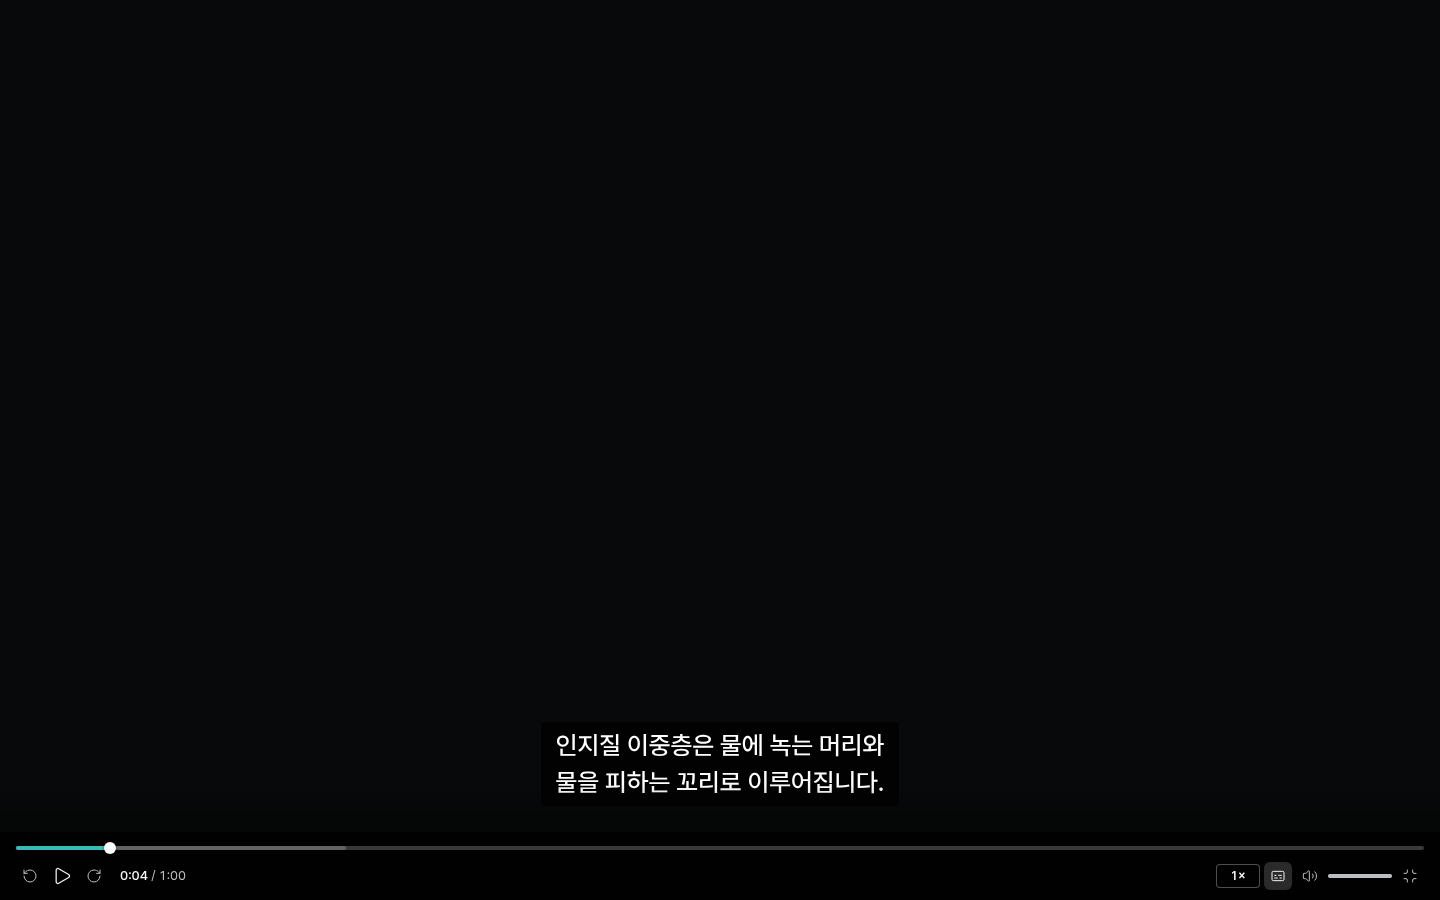 인지질 이중층은 물에 녹는 머리와
물을 피하는 꼬리로 이루어집니다.
0:04 / 1:00
1×